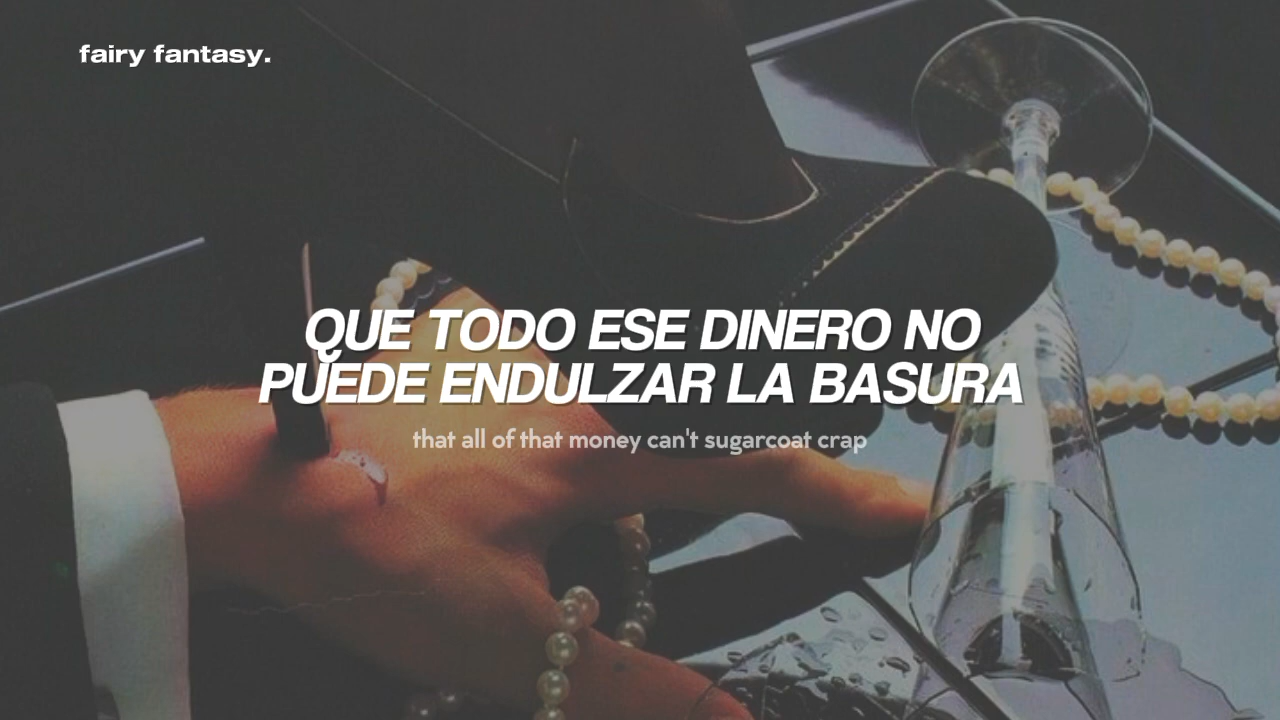 fairy fantasy.
QUE TODO ESE DINERO NO
PUEDE ENDULZAR LA BASURA
that all of that money can't sugarcoat crap